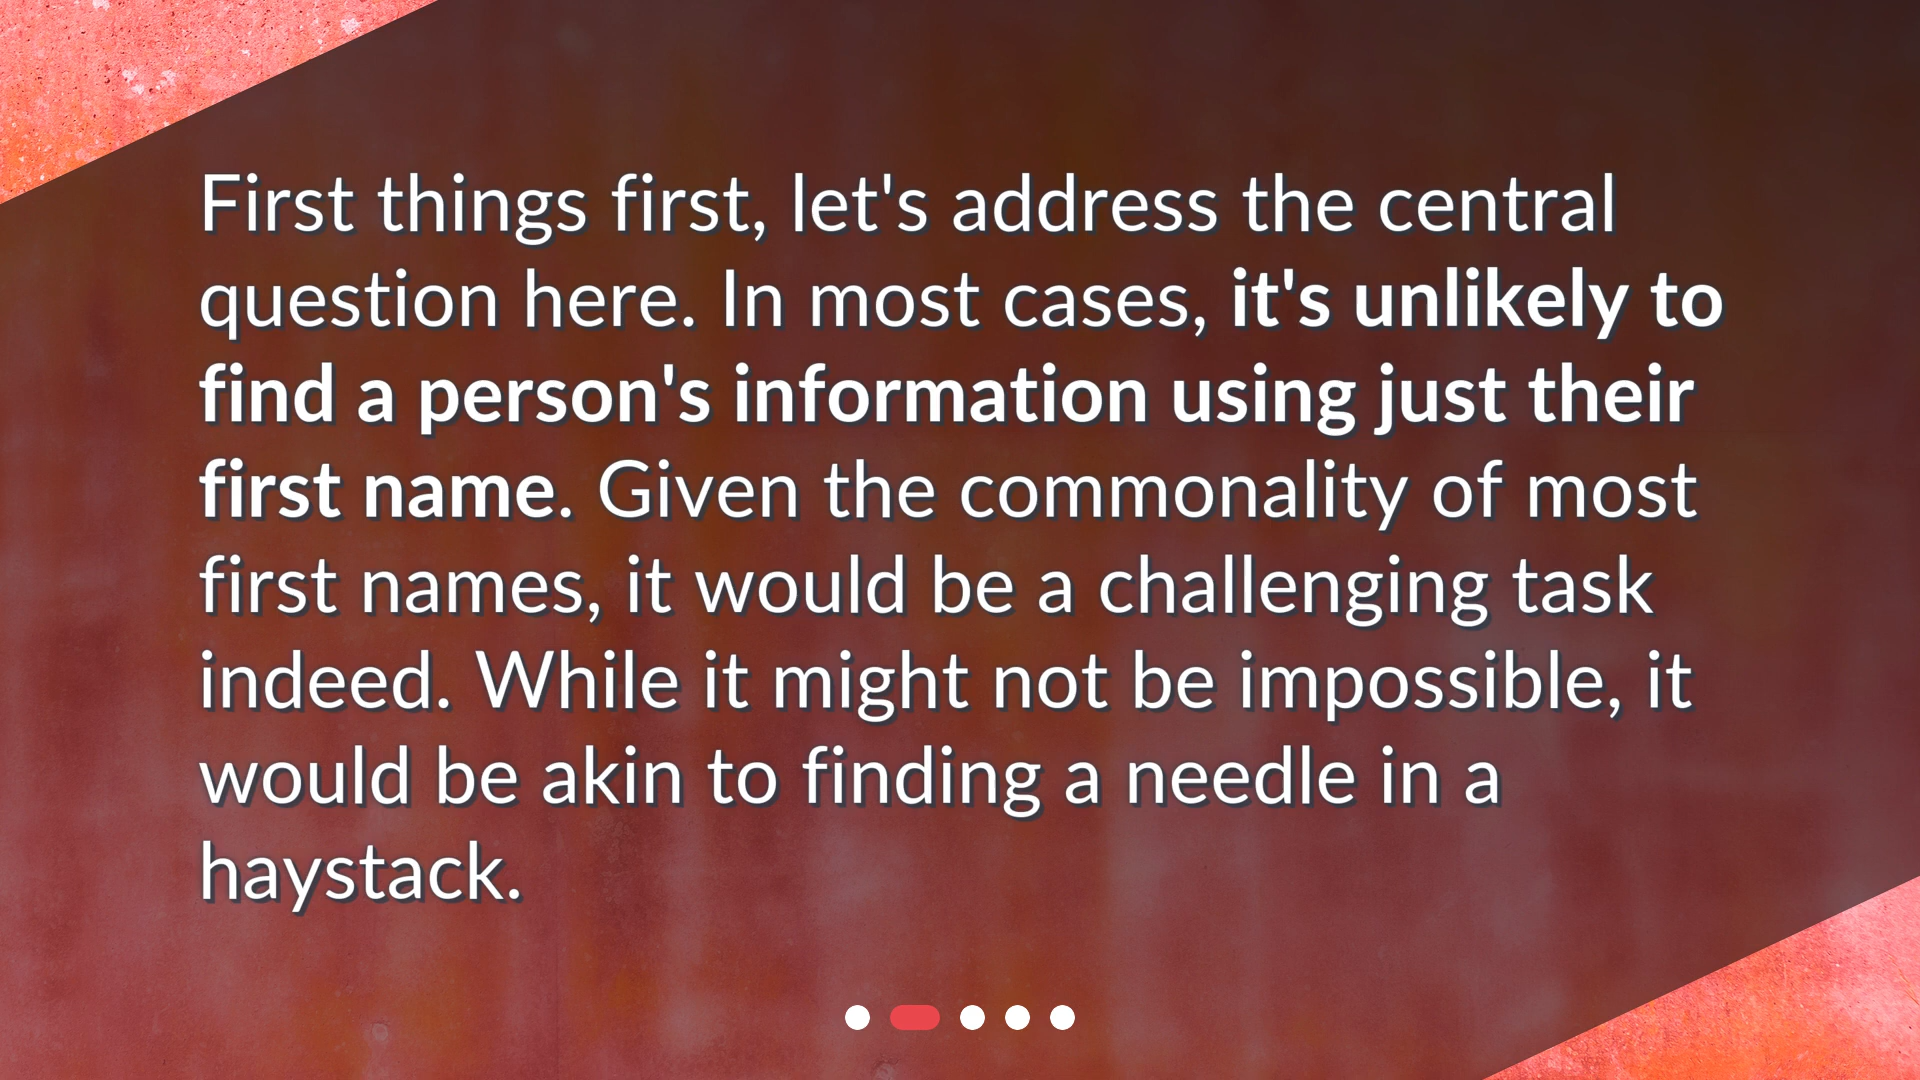 First things first, let's address the central
question here. In most cases, it's unlikely to
find a person's information using just their
first name. Given the commonality of most
first names, it would be a challenging task
indeed. While it might not be impossible, it
would be akin to finding a needle in a
haystack.